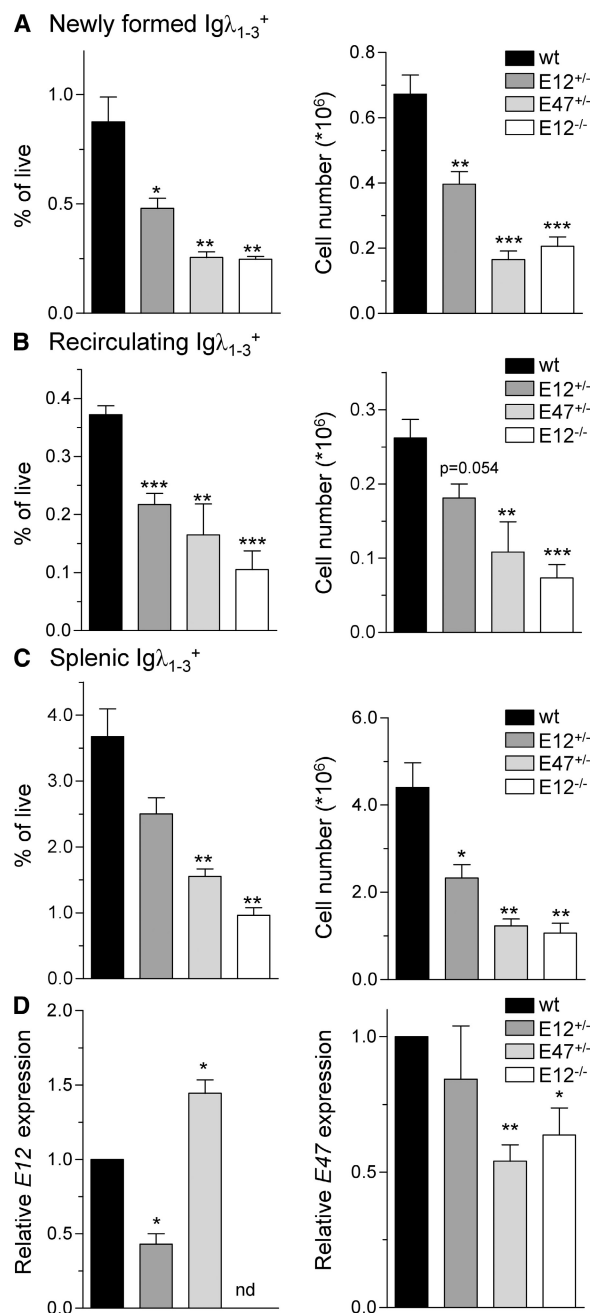 A Newly formed Igλ1-3+
% of live
1.0
0.5
0.0
*
**
**
Cell number (*10⁶)
0.8
0.6
0.4
0.2
0.0
**
***
***
wt
E12+/-
E47+/-
E12-/-
B Recirculating Igλ1-3+
% of live
0.4
0.3
0.2
0.1
0.0
***
**
***
Cell number (*10⁶)
0.3
0.2
0.1
0.0
p=0.054
**
***
wt
E12+/-
E47+/-
E12-/-
C Splenic Igλ1-3+
% of live
4.0
3.0
2.0
1.0
0.0
**
**
Cell number (*10⁶)
6.0
4.0
2.0
0.0
*
**
**
wt
E12+/-
E47+/-
E12-/-
D
Relative E12 expression
2.0
1.5
1.0
0.5
0.0
*
*
nd
Relative E47 expression
1.0
0.5
0.0
**
*
wt
E12+/-
E47+/-
E12-/-